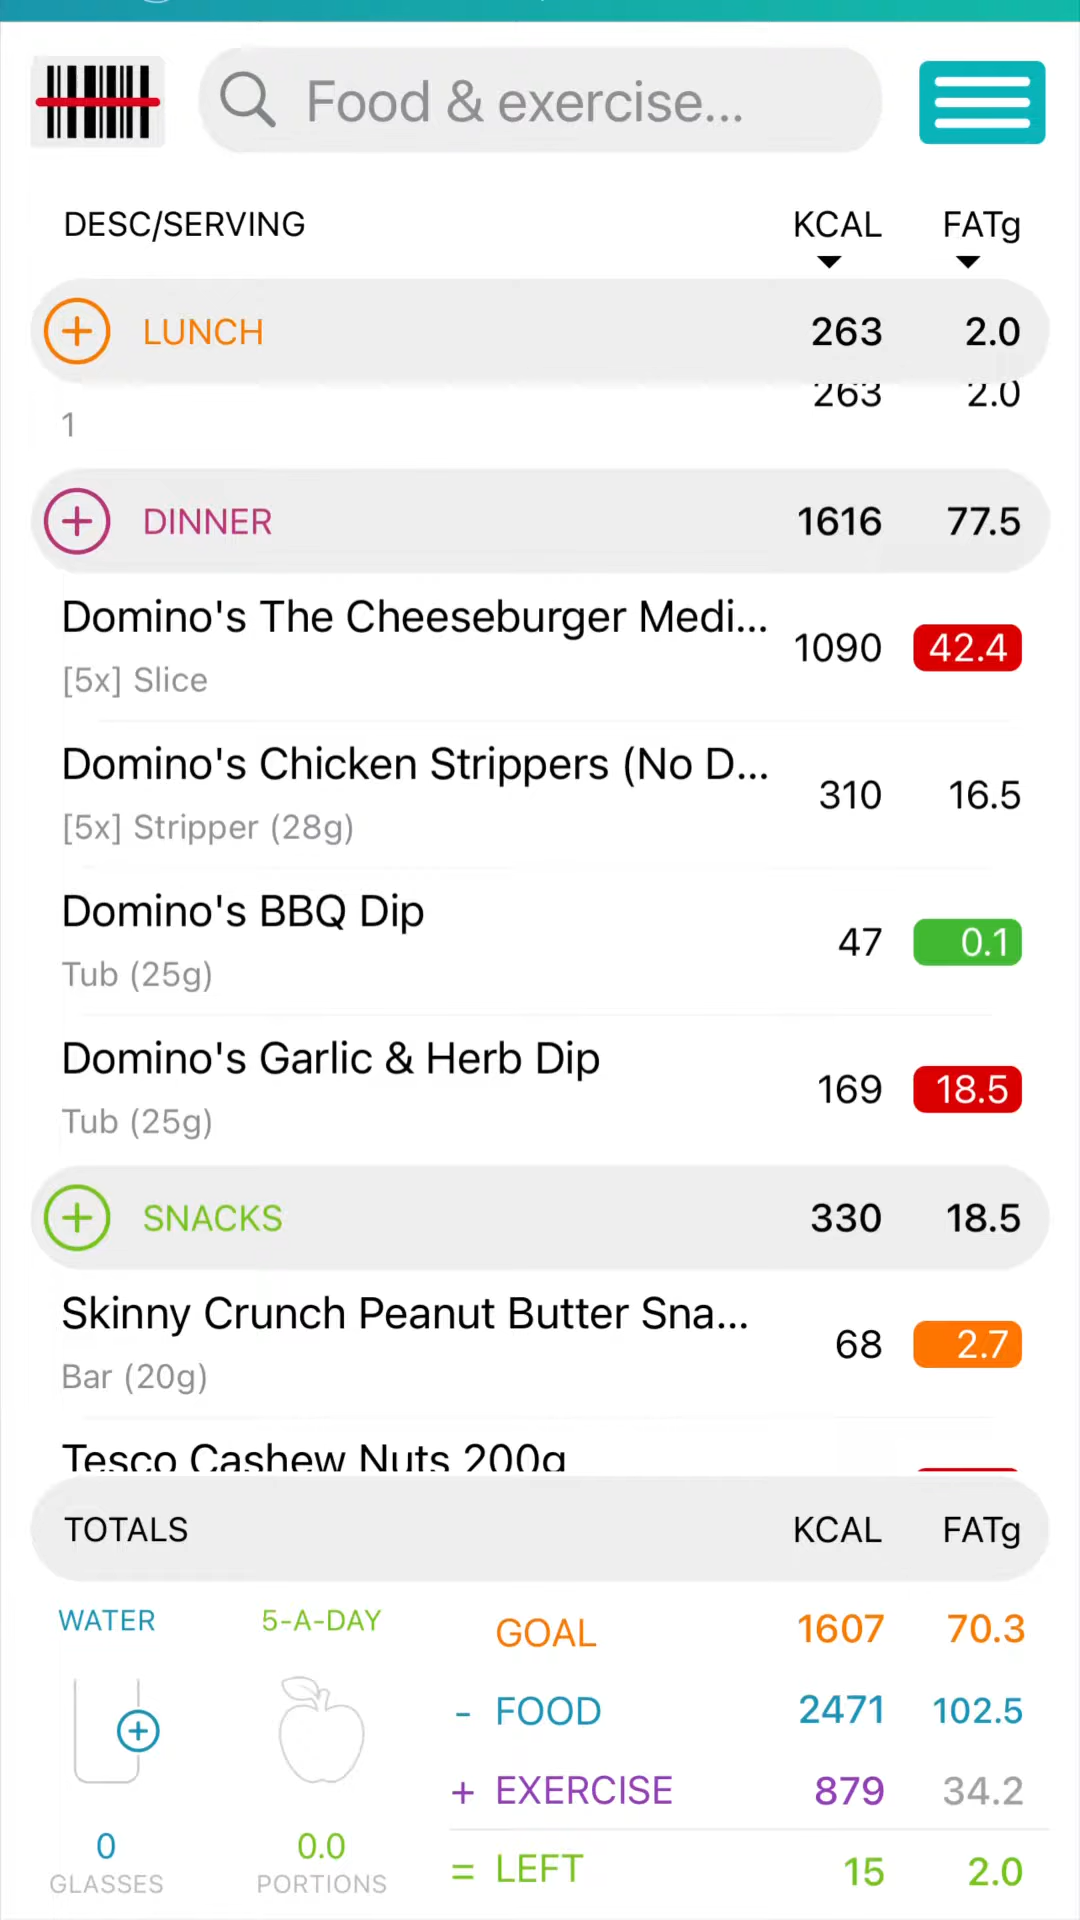 Food & exercise...
DESC/SERVING KCAL FATg
LUNCH 263 2.0
263 2.0
1
DINNER 1616 77.5
Domino's The Cheeseburger Medi...
1090 42.4
[5x] Slice
Domino's Chicken Strippers (No D...
310 16.5
[5x] Stripper (28g)
Domino's BBQ Dip
47 0.1
Tub (25g)
Domino's Garlic & Herb Dip
169 18.5
Tub (25g)
SNACKS 330 18.5
Skinny Crunch Peanut Butter Sna...
68 2.7
Bar (20g)
Tesco Cashew Nuts 200g
TOTALS KCAL FATg
WATER 5-A-DAY
GOAL 1607 70.3
- FOOD 2471 102.5
+ EXERCISE 879 34.2
0 0.0
= LEFT 15 2.0
GLASSES PORTIONS